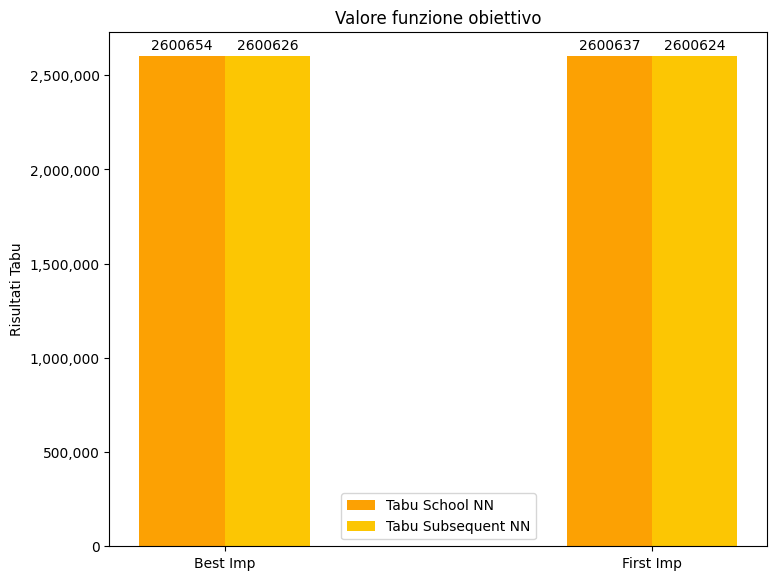 Valore funzione obiettivo
2600654 2600626 2600637 2600624
Risultati Tabu
2,500,000
2,000,000
1,500,000
1,000,000
500,000
0
Tabu School NN
Tabu Subsequent NN
Best Imp First Imp